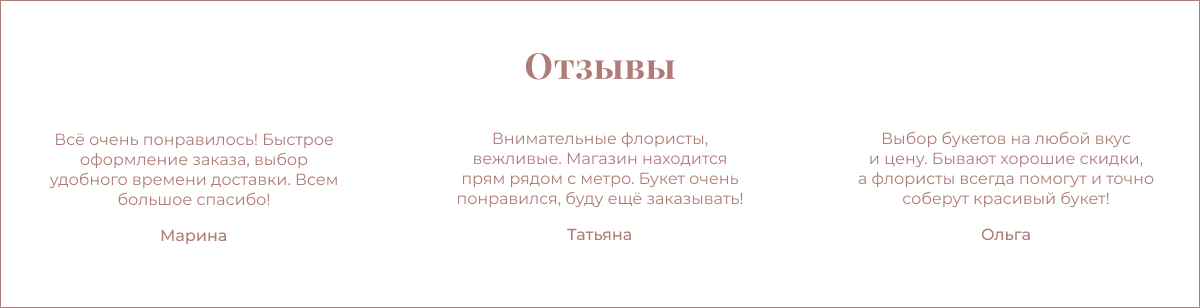 Отзывы
Всё очень понравилось! Быстрое
оформление заказа, выбор
удобного времени доставки. Всем
большое спасибо!
Марина
Внимательные флористы,
вежливые. Магазин находится
прям рядом с метро. Букет очень
понравился, буду ещё заказывать!
Татьяна
Выбор букетов на любой вкус
и цену. Бывают хорошие скидки,
а флористы всегда помогут и точно
соберут красивый букет!
Ольга